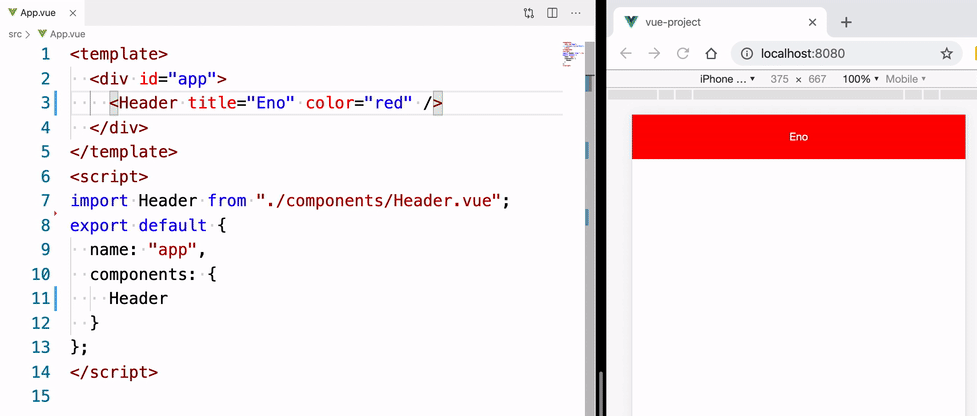 App.vue
src > App.vue
1 <template>
2 <div id="app">
3 <Header title="Eno" color="red" />
4 </div>
5 </template>
6 <script>
7 import Header from "./components/Header.vue";
8 export default {
9 name: "app",
10 components: {
11 Header
12 }
13 };
14 </script>
15
vue-project
localhost:8080
iPhone ... ▾ 375 × 667 100% ▾ Mobile ▾
Eno